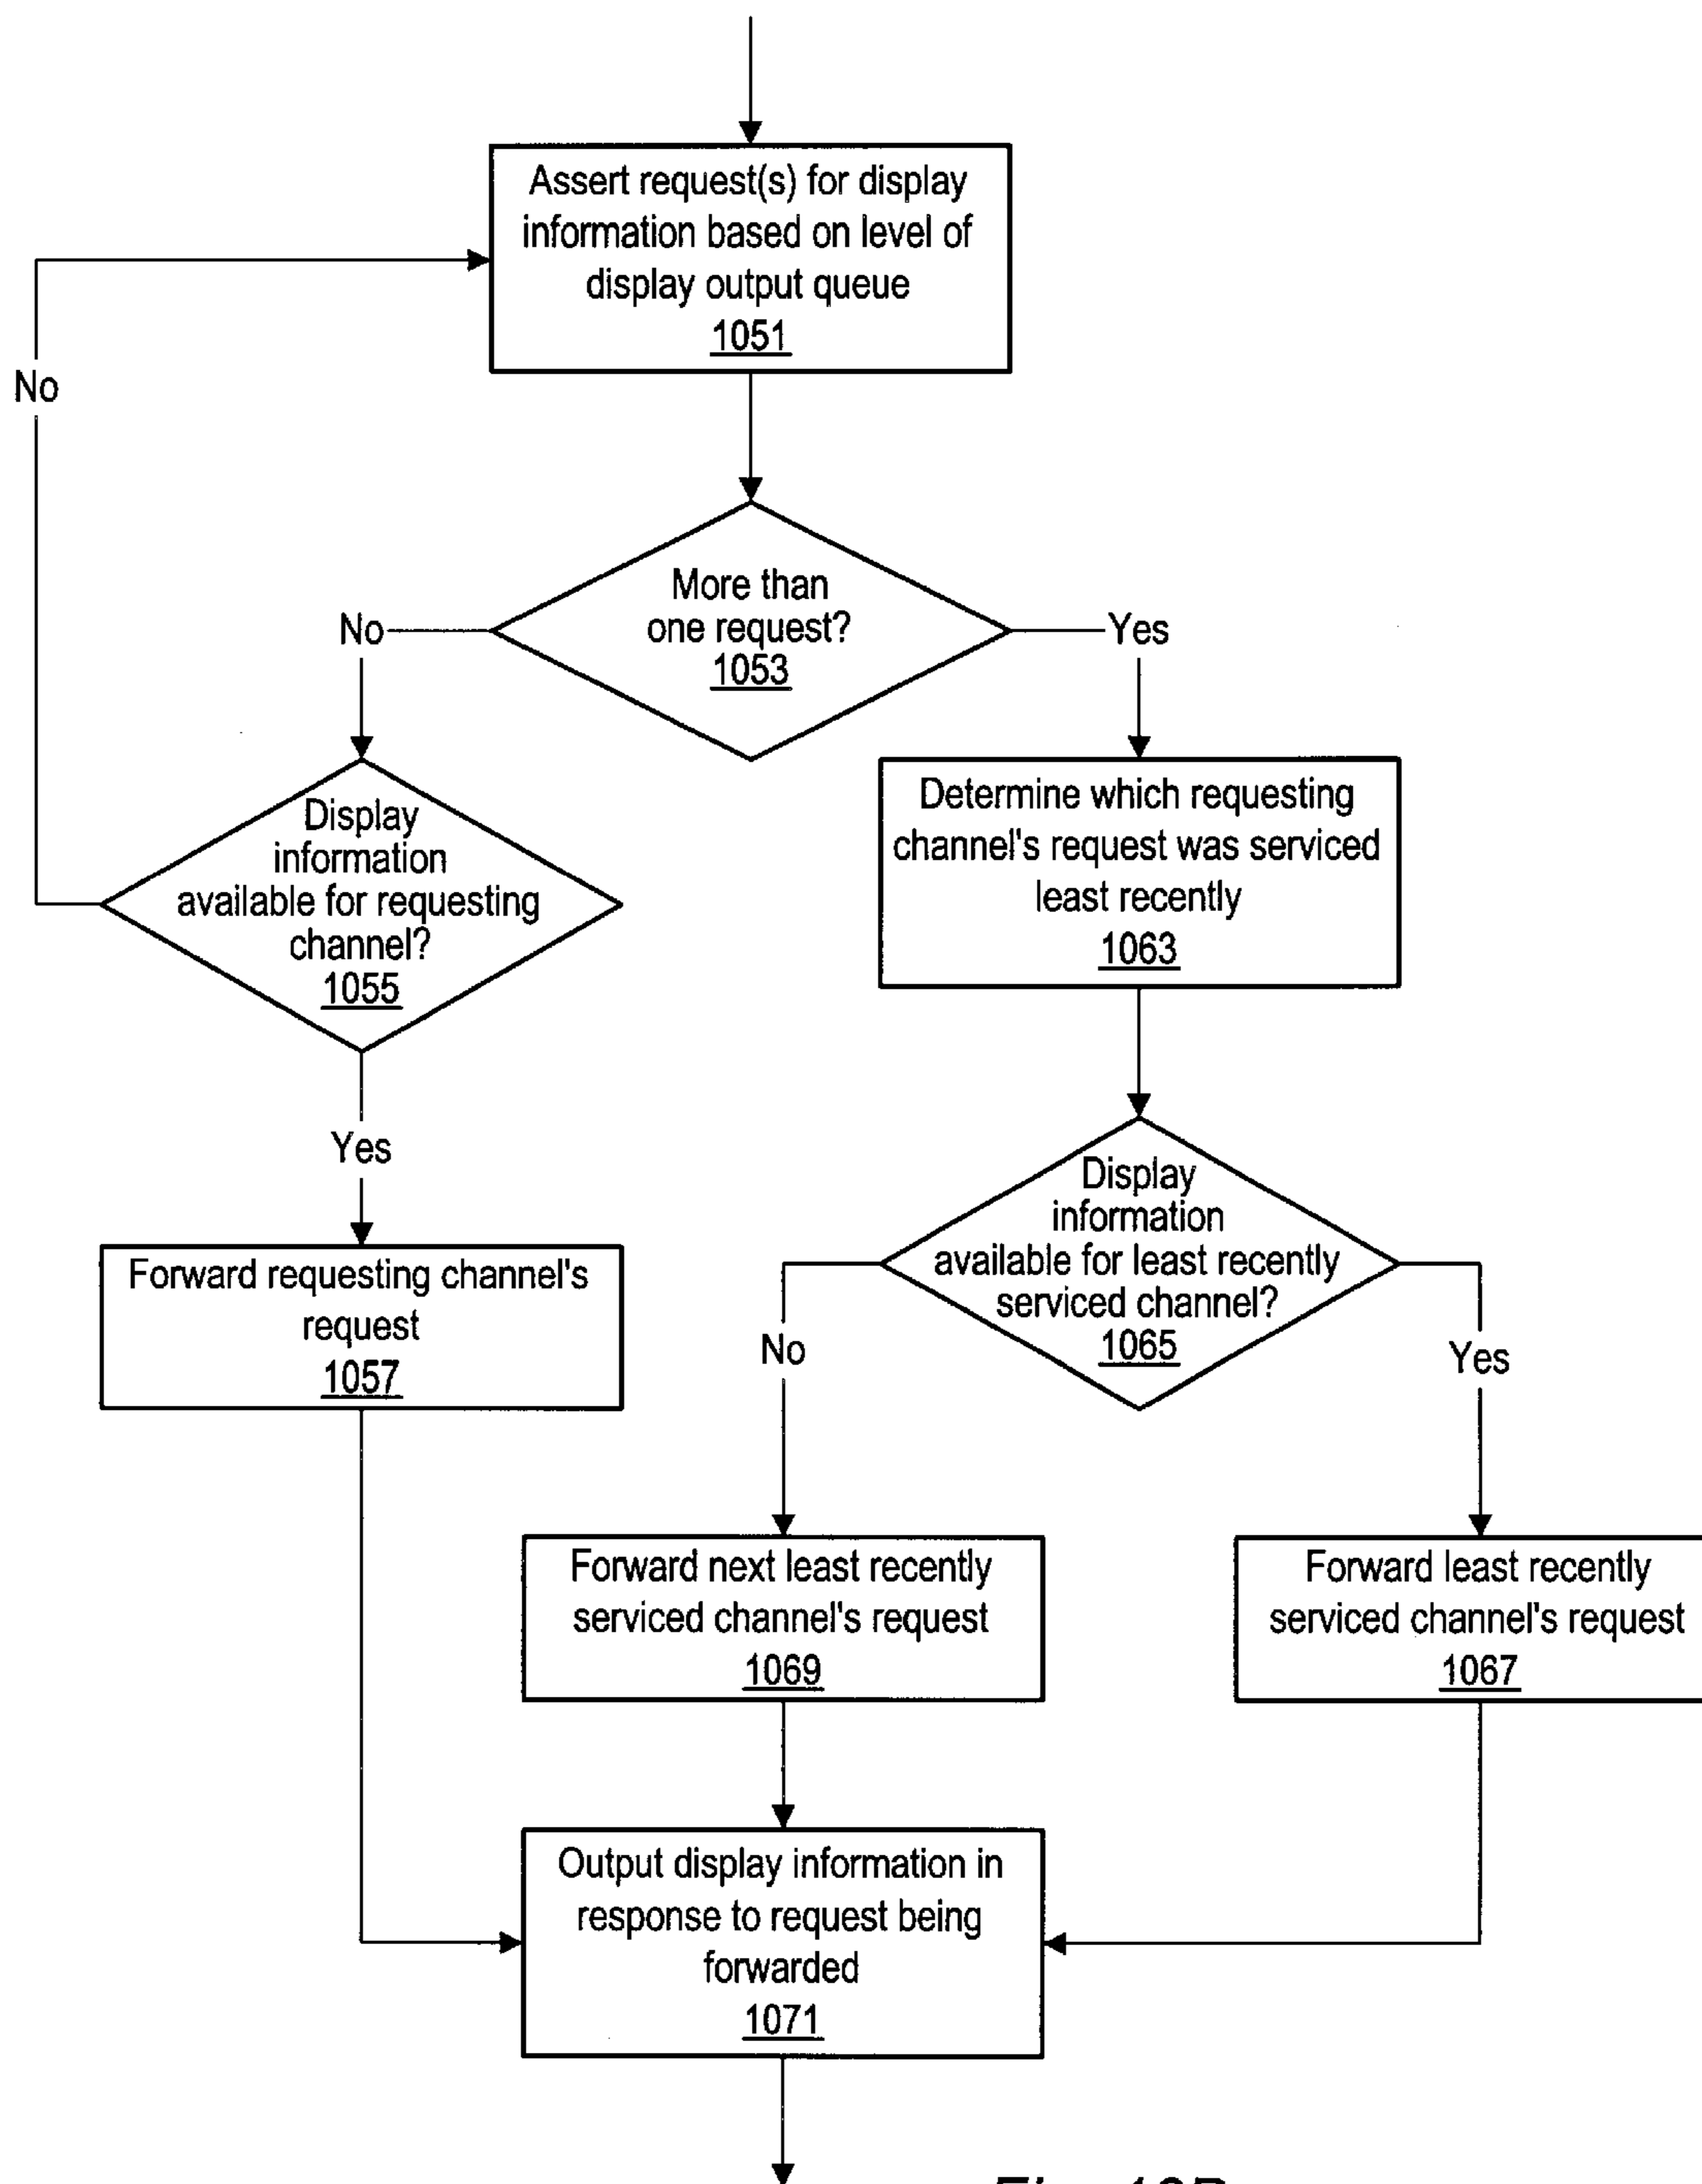 Assert request(s) for display
information based on level of
display output queue
1051
No
More than
one request?
1053
No
Yes
Display
information
available for requesting
channel?
1055
Determine which requesting
channel's request was serviced
least recently
1063
Yes
Display
information
available for least recently
serviced channel?
1065
Forward requesting channel's
request
1057
No
Yes
Forward next least recently
serviced channel's request
1069
Forward least recently
serviced channel's request
1067
Output display information in
response to request being
forwarded
1071